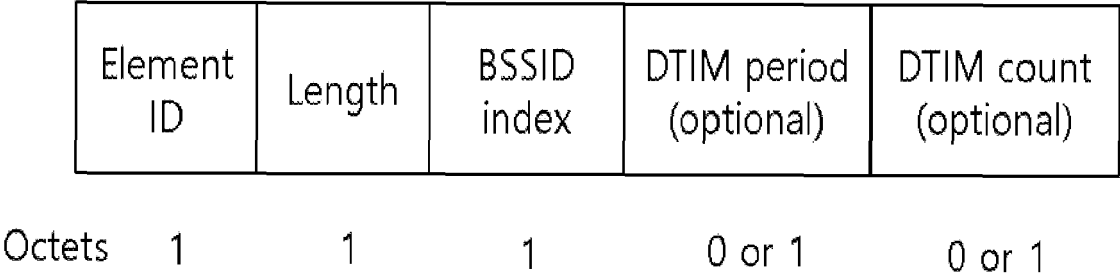 Element ID
Length
BSSID index
DTIM period (optional)
DTIM count (optional)
Octets 1 1 1 0 or 1 0 or 1